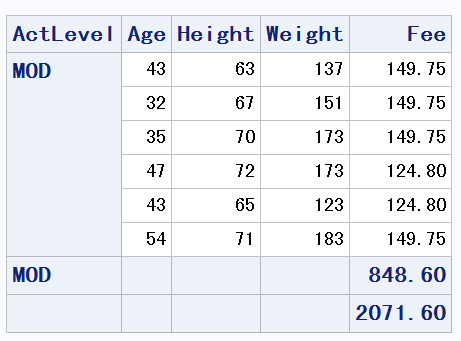 ActLevel Age Height Weight Fee
MOD 43 63 137 149.75
32 67 151 149.75
35 70 173 149.75
47 72 173 124.80
43 65 123 124.80
54 71 183 149.75
MOD 848.60
2071.60